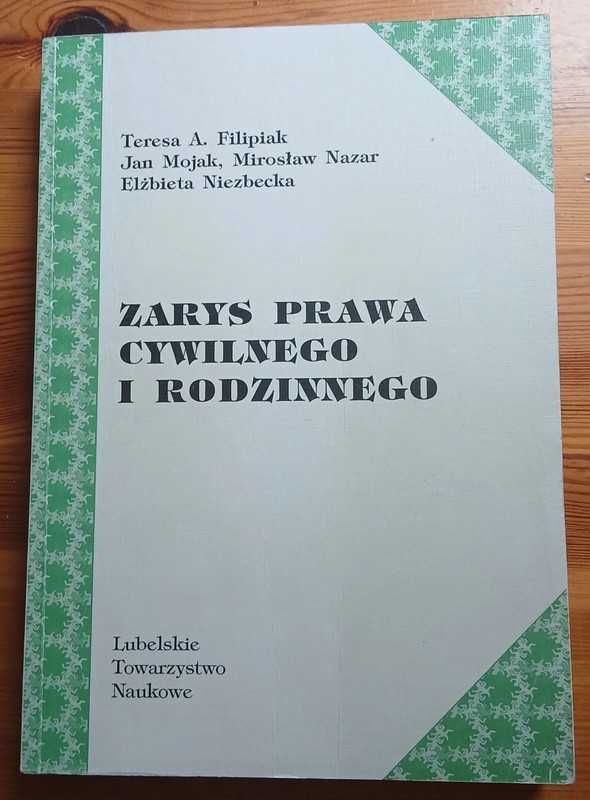 Teresa A. Filipiak
Jan Mojak, Mirosław Nazar
Elżbieta Niezbecka
ZARYS PRAWA
CYWILNEGO
I RODZINNEGO
Lubelskie
Towarzystwo
Naukowe